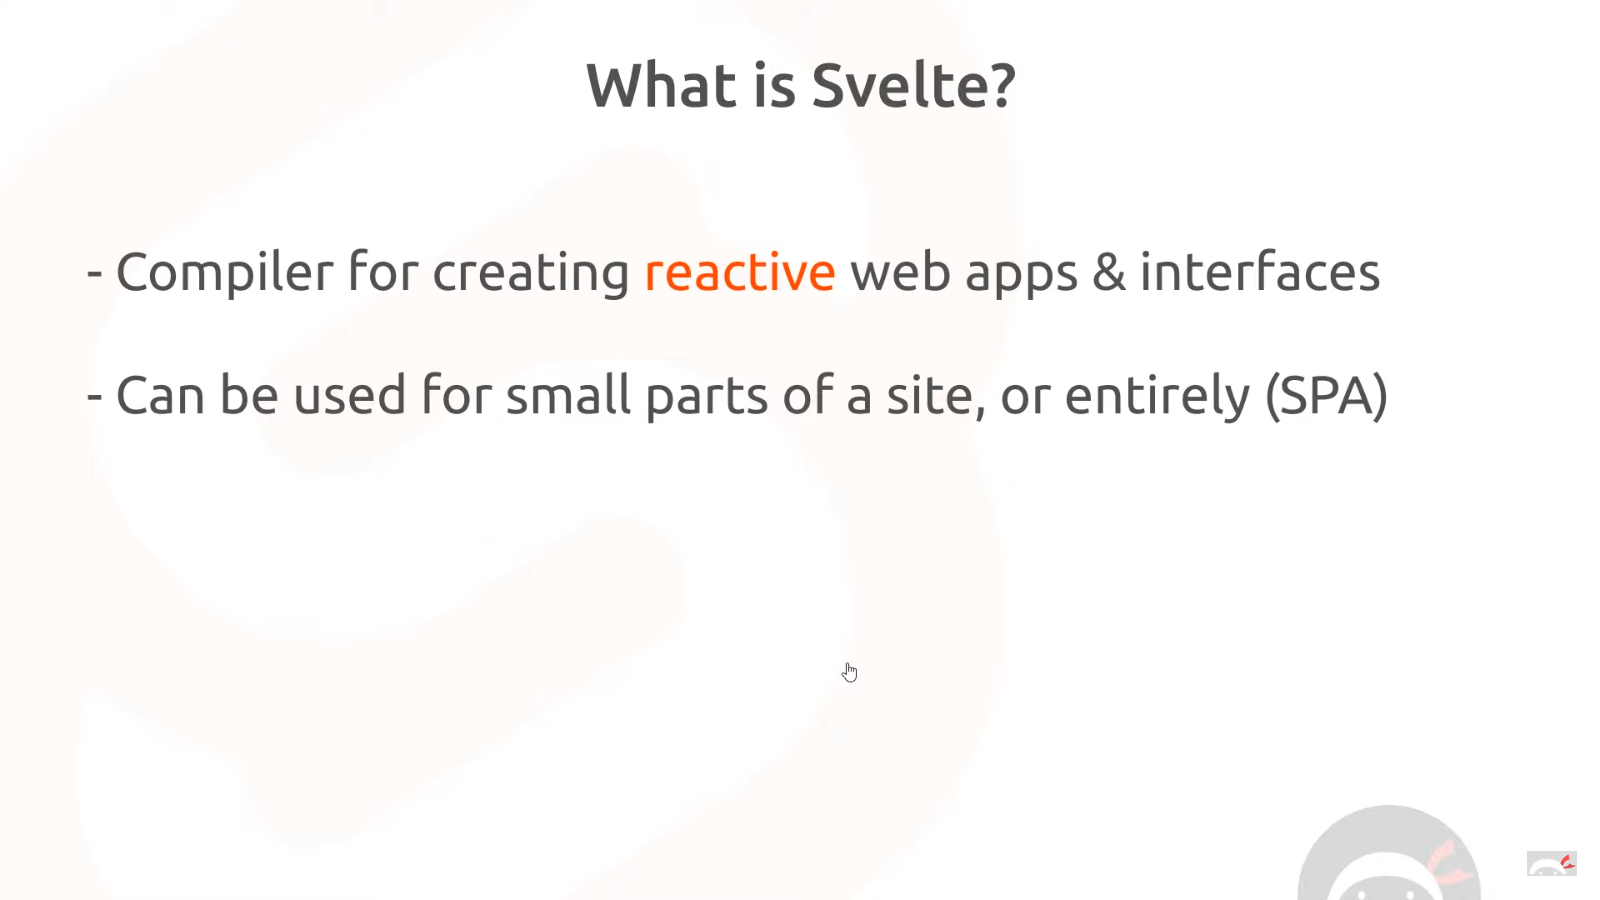 What is Svelte?
- Compiler for creating reactive web apps & interfaces
- Can be used for small parts of a site, or entirely (SPA)